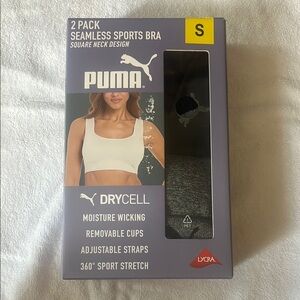 2 PACK
SEAMLESS SPORTS BRA
SQUARE NECK DESIGN
S
PUMA
DRYCELL
MOISTURE WICKING
REMOVABLE CUPS
ADJUSTABLE STRAPS
360° SPORT STRETCH
LYCRA